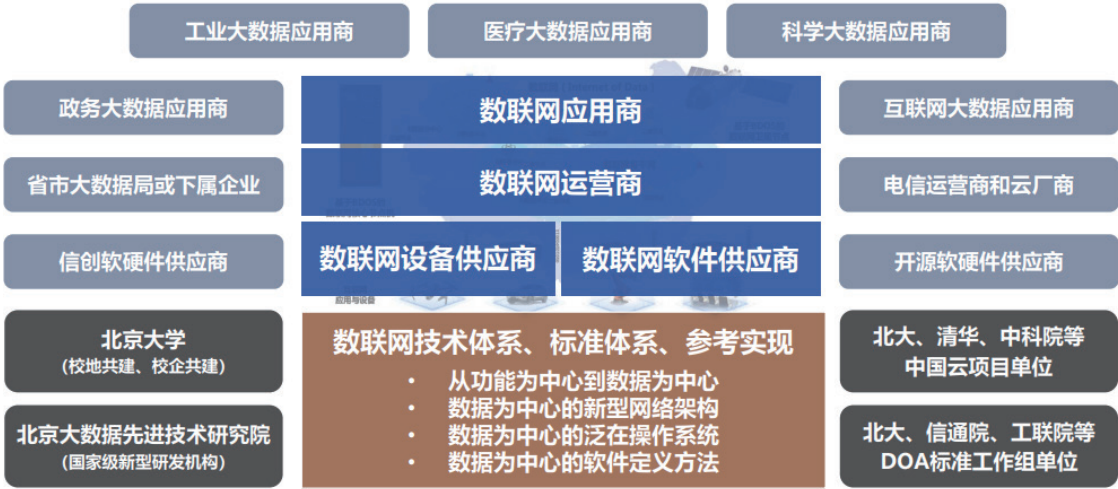 工业大数据应用商
医疗大数据应用商
科学大数据应用商
政务大数据应用商
数联网应用商
互联网大数据应用商
省市大数据局或下属企业
数联网运营商
电信运营商和云厂商
信创软硬件供应商
数联网设备供应商
数联网软件供应商
开源软硬件供应商
应用与设备
北京大学
(校地共建、校企共建)
数联网技术体系、标准体系、参考实现
• 从功能为中心到数据为中心
• 数据为中心的新型网络架构
• 数据为中心的泛在操作系统
• 数据为中心的软件定义方法
北大、清华、中科院等
中国云项目单位
北京大数据先进技术研究院
(国家级新型研发机构)
北大、信通院、工联院等
DOA标准工作组单位